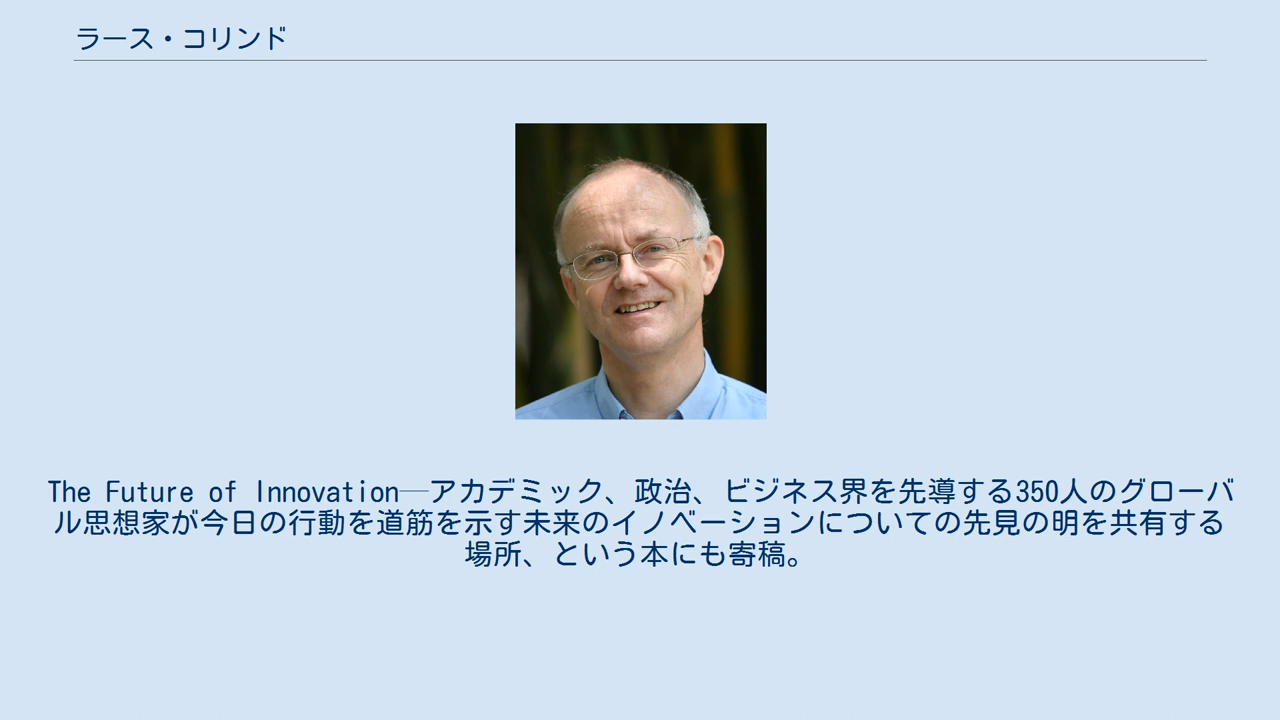 ラース・コリンド
The Future of Innovation―アカデミック、政治、ビジネス界を先導する350人のグローバ
ル思想家が今日の行動を道筋を示す未来のイノベーションについての先見の明を共有する
場所、という本にも寄稿。